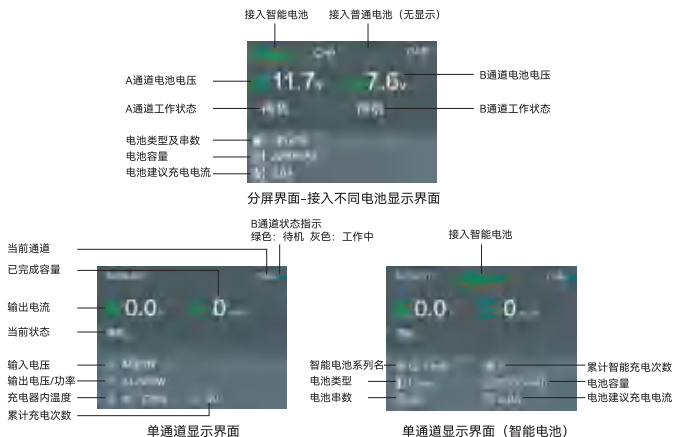 接入智能电池
接入普通电池（无显示）
A通道电池电压
11.7v
7.6v
B通道电池电压
A通道工作状态
待机
待机
B通道工作状态
电池类型及串数
电池容量
电池建议充电电流
分屏界面-接入不同电池显示界面
B通道状态指示
绿色：待机 灰色：工作中
当前通道
已完成容量
输出电流
0.0
0
当前状态
输入电压
输出电压/功率
充电器内温度
累计充电次数
单通道显示界面
接入智能电池
0.0
0
智能电池系列名
累计智能充电次数
电池类型
电池容量
电池串数
电池建议充电电流
单通道显示界面（智能电池）